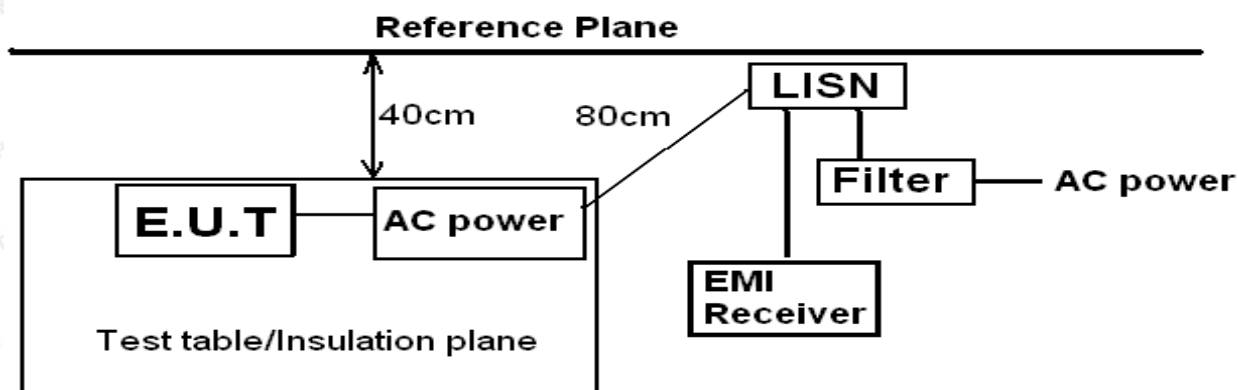 Reference Plane
LISN
40cm
80cm
Filter
AC power
E.U.T
AC power
EMI
Receiver
Test table/Insulation plane